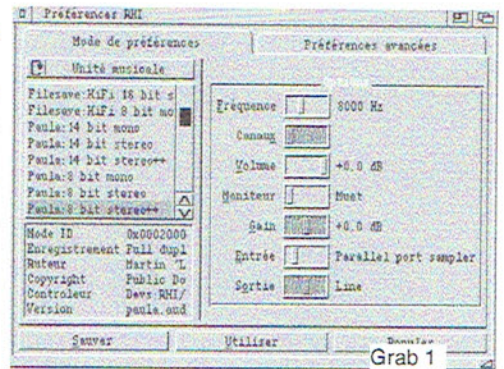 Préférences AHI
Mode de préférences
Préférences avancées
Unité musicale
Filesave:HiFi 16 bit s
Filesave:HiFi 8 bit mo
Paula:14 bit mono
Paula:14 bit stereo
Paula:14 bit stereo++
Paula:8 bit mono
Paula:8 bit stereo
Paula:8 bit stereo++
Mode ID 0x0002000
Enregistrement Full dupl
Auteur Martin "L
Copyright Public Do
Controleur Devs:AHI/
Version paula.aud
Fréquence 8000 Hz
Canaux
Volume +0.0 dB
Moniteur Muet
Gain +0.0 dB
Entrée Parallel port sampler
Sortie Line
Sauver
Utiliser
Grab 1